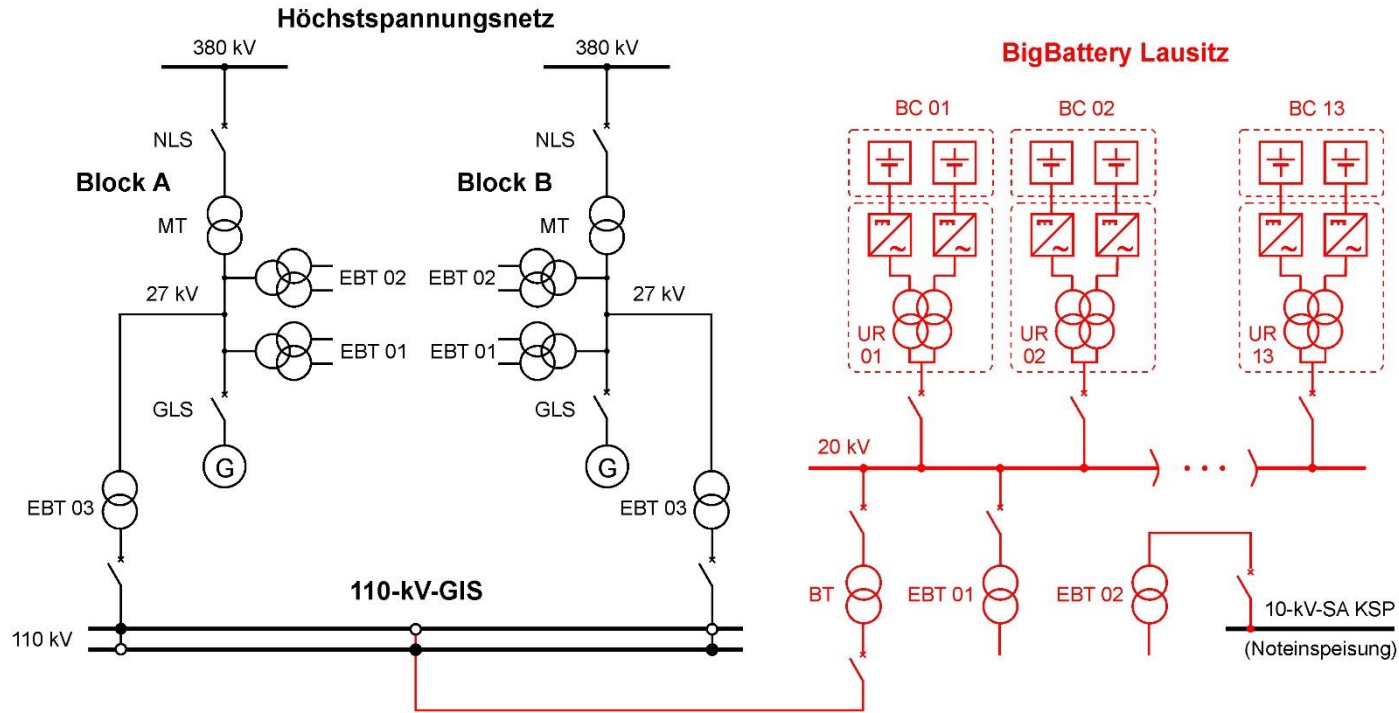 Höchstspannungsnetz
380 kV
380 kV
BigBattery Lausitz
BC 01
BC 02
BC 13
NLS
NLS
Block A
Block B
MT
MT
EBT 02
EBT 02
27 kV
27 kV
EBT 01
EBT 01
UR
01
UR
02
UR
13
GLS
GLS
G
G
20 kV
EBT 03
EBT 03
BT
EBT 01
EBT 02
110-kV-GIS
10-kV-SA KSP
(Noteinspeisung)
110 kV